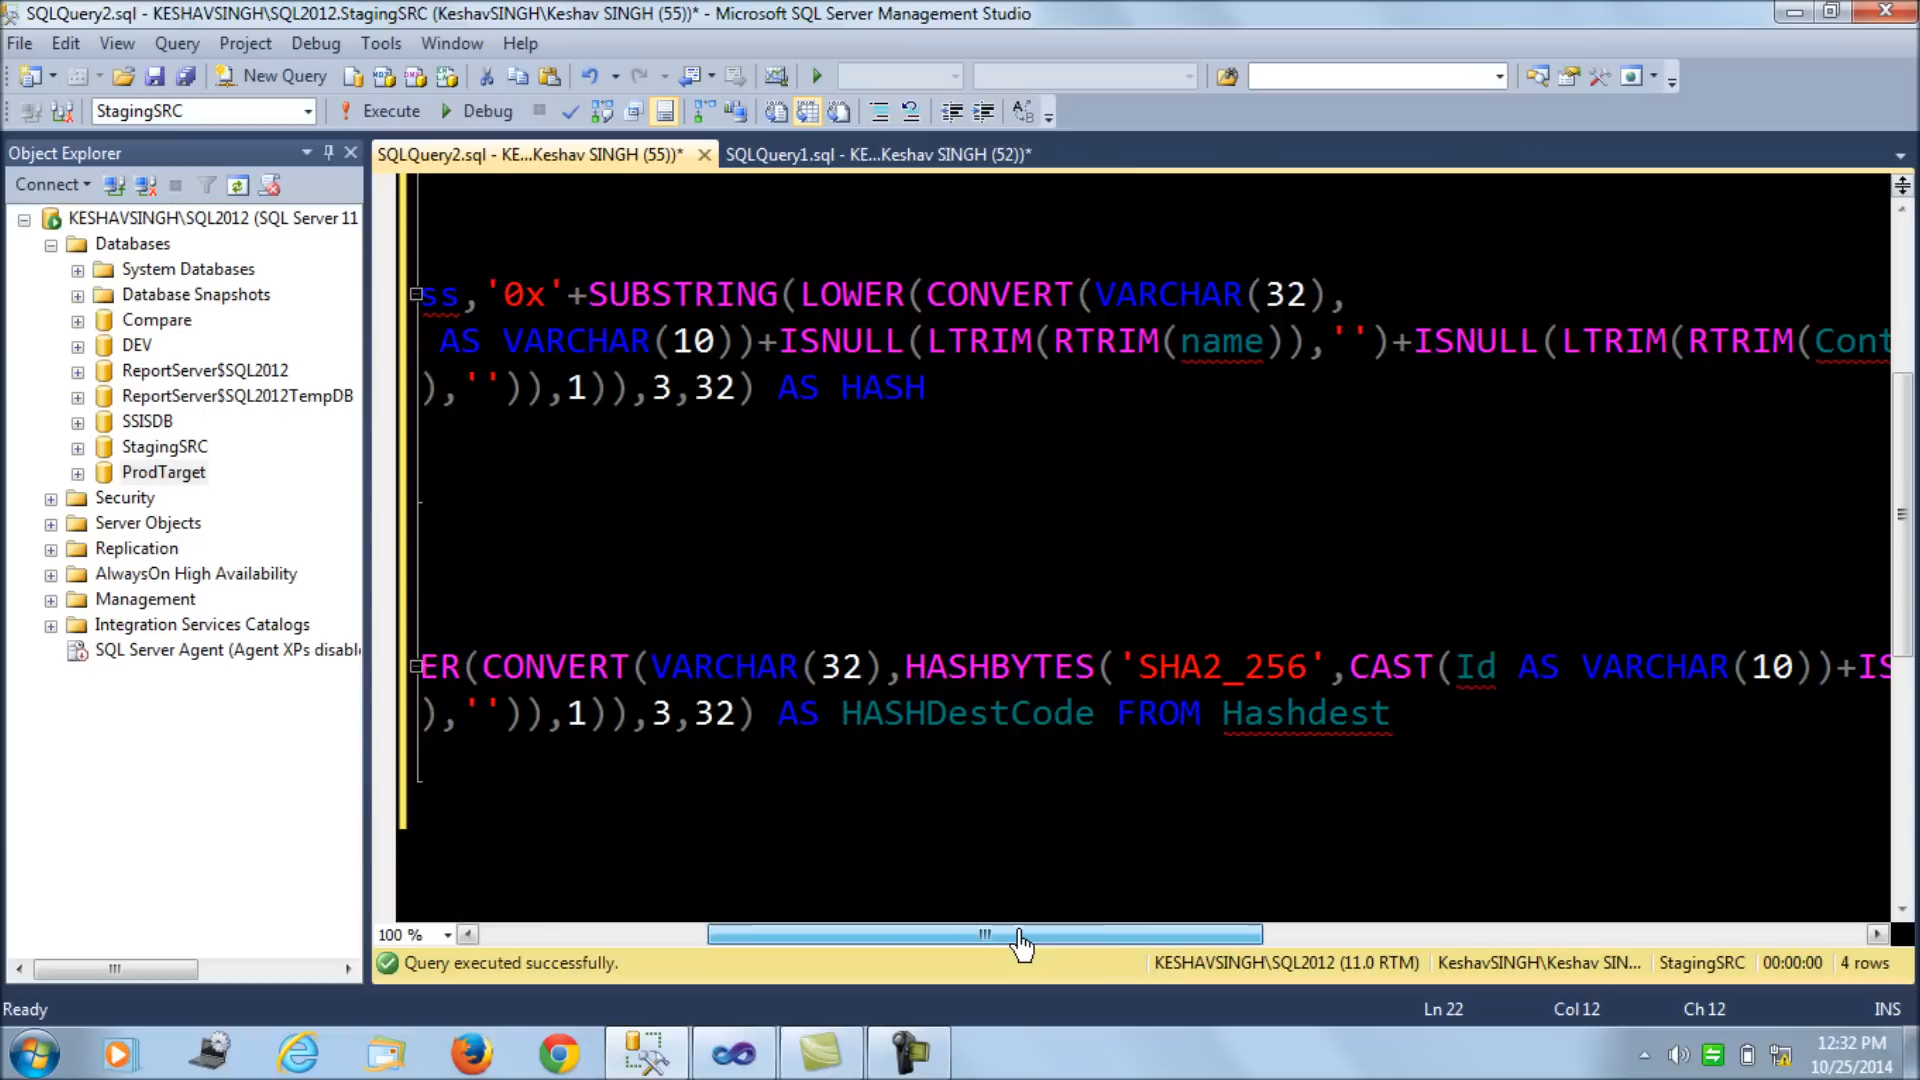 SQLQuery2.sql - KESHAVSINGH\SQL2012.StagingSRC (KeshavSINGH\Keshav SINGH (55))* - Microsoft SQL Server Management Studio
File Edit View Query Project Debug Tools Window Help
New Query
StagingSRC Execute Debug
Object Explorer
SQLQuery2.sql - KE...Keshav SINGH (55))* SQLQuery1.sql - KE...Keshav SINGH (52))*
Connect
KESHAVSINGH\SQL2012 (SQL Server 11
Databases
System Databases
Database Snapshots
Compare
DEV
ReportServer$SQL2012
ReportServer$SQL2012TempDB
SSISDB
StagingSRC
ProdTarget
Security
Server Objects
Replication
AlwaysOn High Availability
Management
Integration Services Catalogs
SQL Server Agent (Agent XPs disabl
ss,'0x'+SUBSTRING(LOWER(CONVERT(VARCHAR(32),
AS VARCHAR(10))+ISNULL(LTRIM(RTRIM(name)),'')+ISNULL(LTRIM(RTRIM(Cont
),'')),1)),3,32) AS HASH
ER(CONVERT(VARCHAR(32),HASHBYTES('SHA2_256',CAST(Id AS VARCHAR(10))+IS
),'')),1)),3,32) AS HASHDestCode FROM Hashdest
100 %
Query executed successfully. KESHAVSINGH\SQL2012 (11.0 RTM) KeshavSINGH\Keshav SIN... StagingSRC 00:00:00 4 rows
Ready Ln 22 Col 12 Ch 12 INS
12:32 PM
10/25/2014